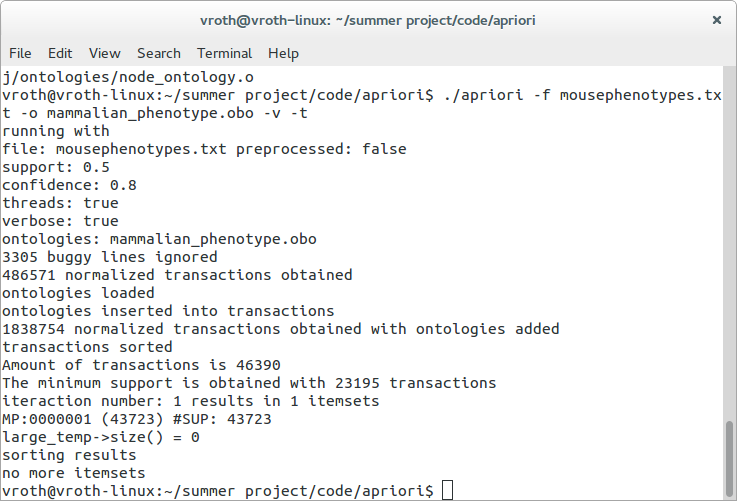 vroth@vroth-linux: ~/summer project/code/apriori
×
File Edit View Search Terminal Help
j/ontologies/node_ontology.o
vroth@vroth-linux:~/summer project/code/apriori$ ./apriori -f mousephenotypes.tx
t -o mammalian_phenotype.obo -v -t
running with
file: mousephenotypes.txt preprocessed: false
support: 0.5
confidence: 0.8
threads: true
verbose: true
ontologies: mammalian_phenotype.obo
3305 buggy lines ignored
486571 normalized transactions obtained
ontologies loaded
ontologies inserted into transactions
1838754 normalized transactions obtained with ontologies added
transactions sorted
Amount of transactions is 46390
The minimum support is obtained with 23195 transactions
iteraction number: 1 results in 1 itemsets
MP:0000001 (43723) #SUP: 43723
large_temp->size() = 0
sorting results
no more itemsets
vroth@vroth-linux:~/summer project/code/apriori$